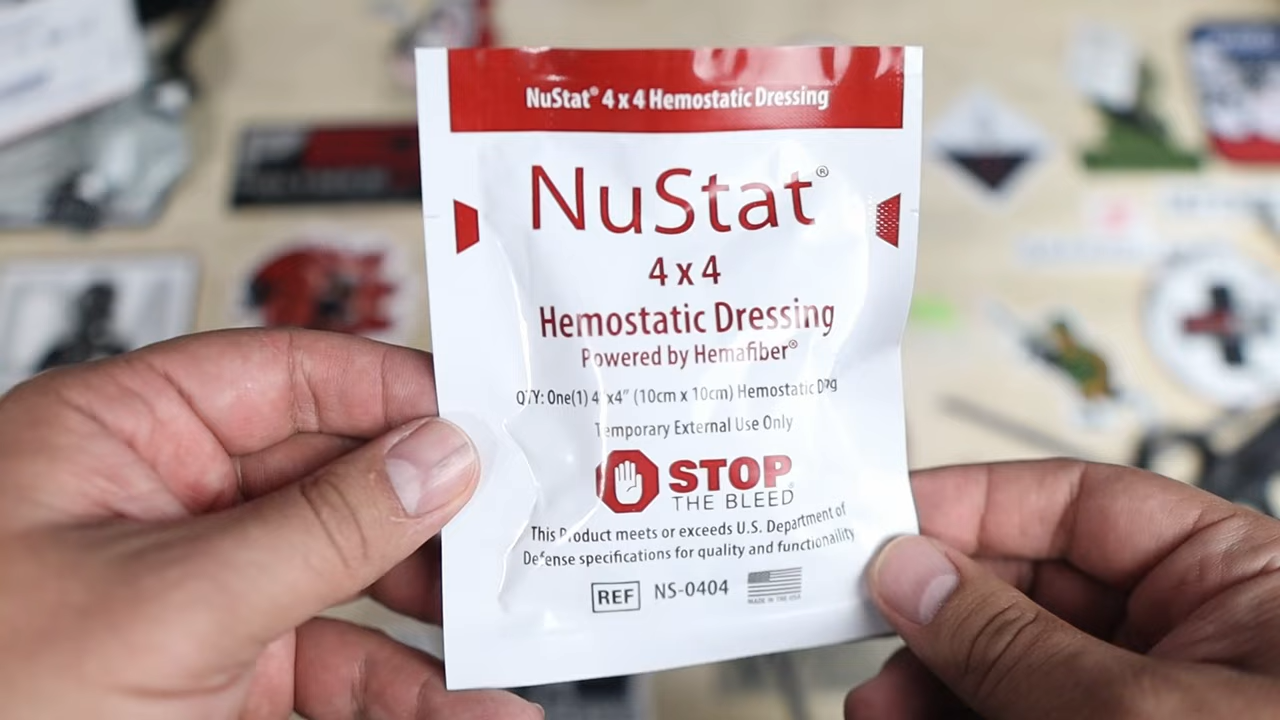 NuStat® 4 x 4 Hemostatic Dressing
NuStat®
4 x 4
Hemostatic Dressing
Powered by Hemafiber®
QTY: One(1) 4"x4" (10cm x 10cm) Hemostatic
Temporary External Use Only
STOP
THE BLEED®
This Product meets or exceeds U.S. Department of
Defense specifications for quality and functionaility
REF NS-0404
MADE IN THE USA